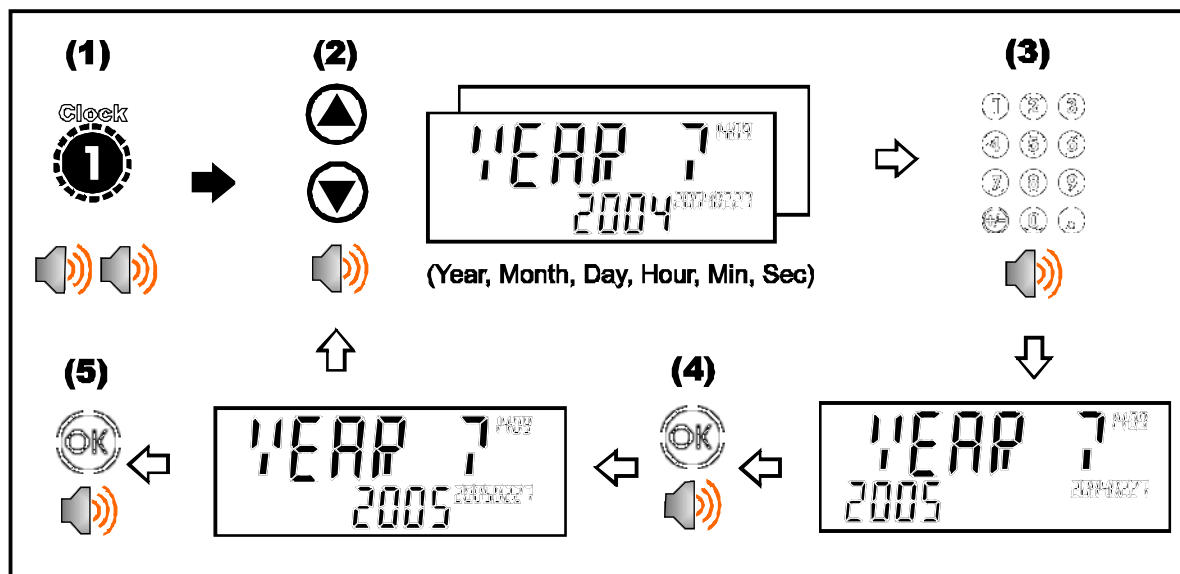 (1)
Clock
1
(2)
YEAR 7
2004
(Year, Month, Day, Hour, Min, Sec)
(3)
1 2 3
4 5 6
7 8 9
+/- 0 .
YEAR 7
2005
(4)
OK
YEAR 7
2005
(5)
OK